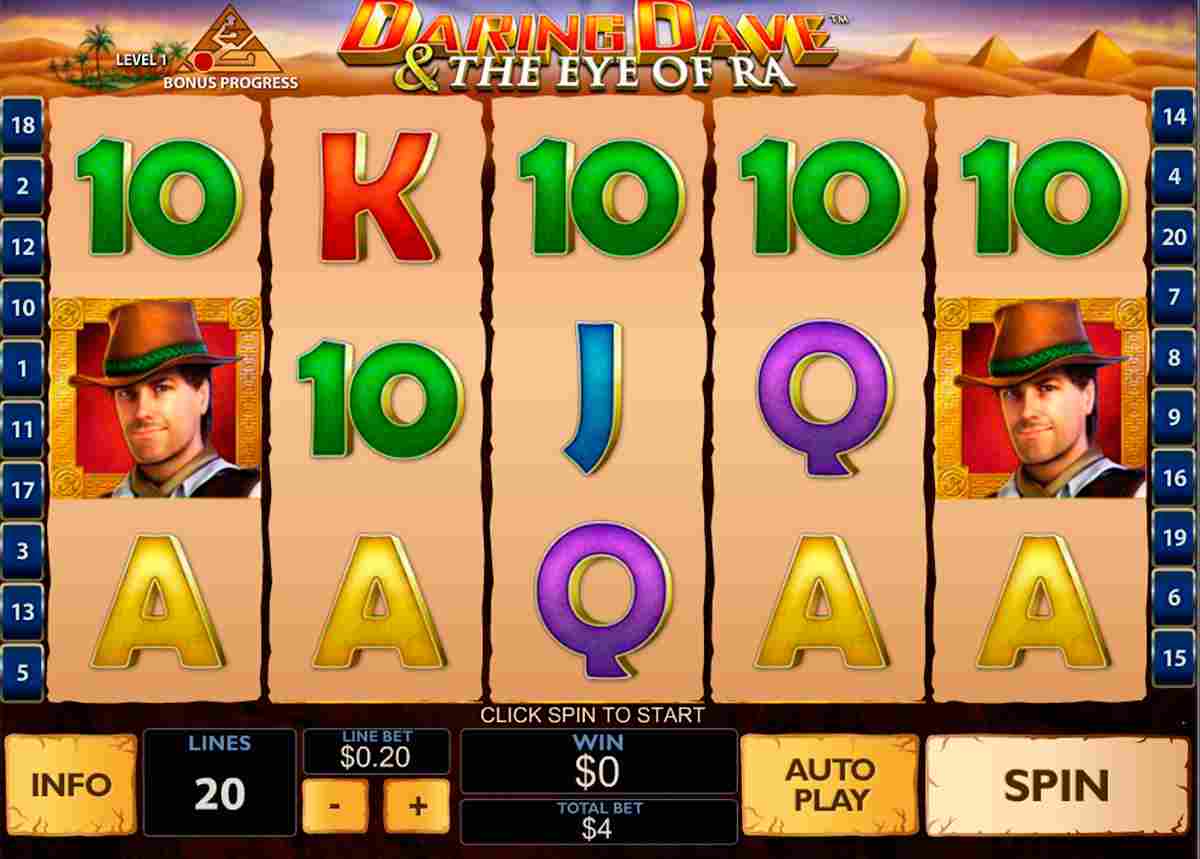 DARING DAVE™
& THE EYE OF RA
LEVEL 1
BONUS PROGRESS
18
2
12
10
1
11
17
3
13
5
10 K 10 10 10
10 J Q
A A Q A A
14
4
20
7
8
9
16
19
6
15
CLICK SPIN TO START
INFO
LINES
20
LINE BET
$0.20
- +
WIN
$0
TOTAL BET
$4
AUTO
PLAY
SPIN